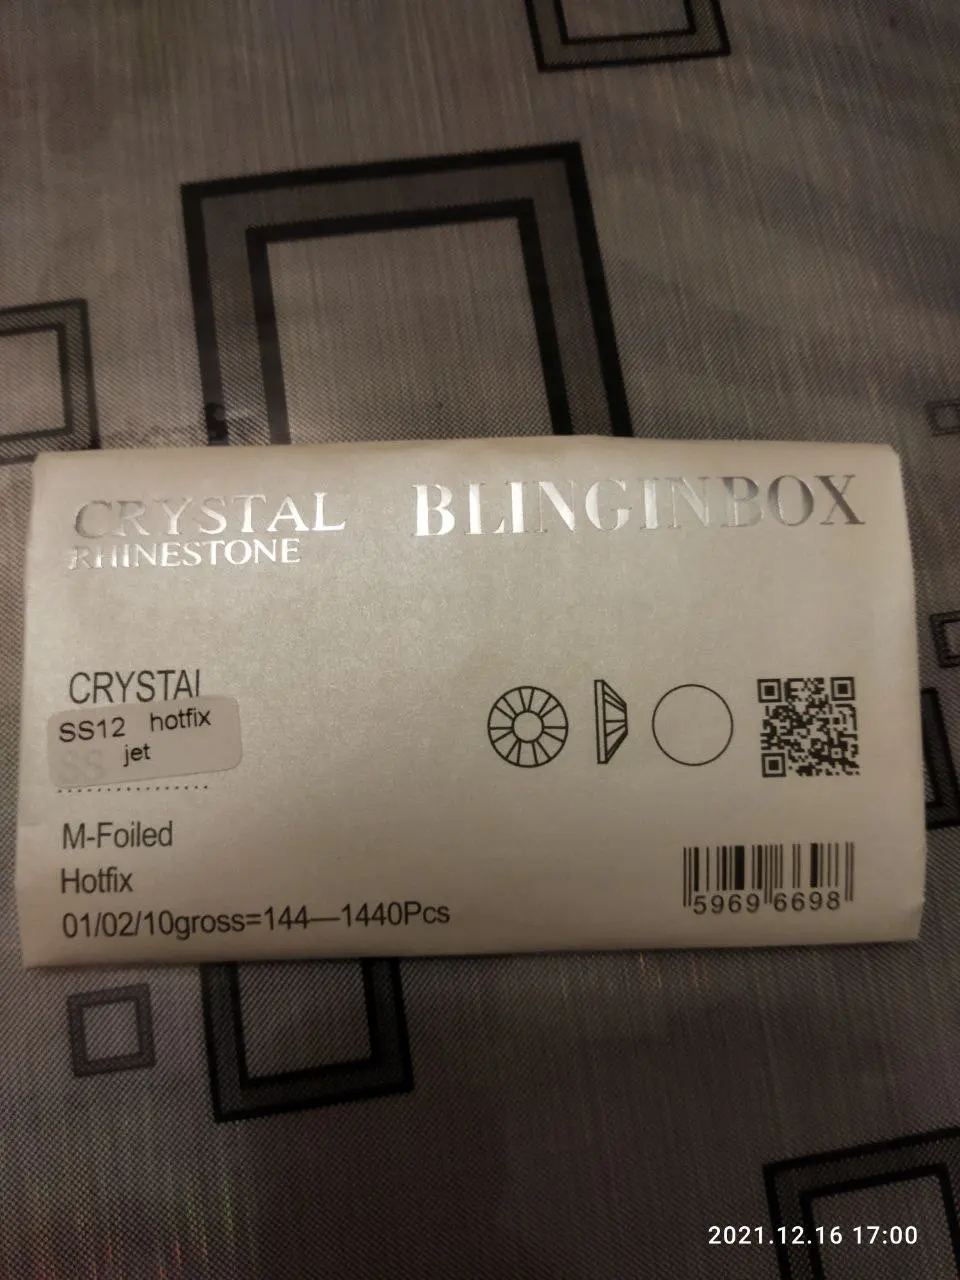 CRYSTAL BLINGINBOX
RHINESTONE
CRYSTAL
SS12 hotfix
jet
SS
M-Foiled
Hotfix
01/02/10gross=144—1440Pcs
5969 6698
2021.12.16 17:00